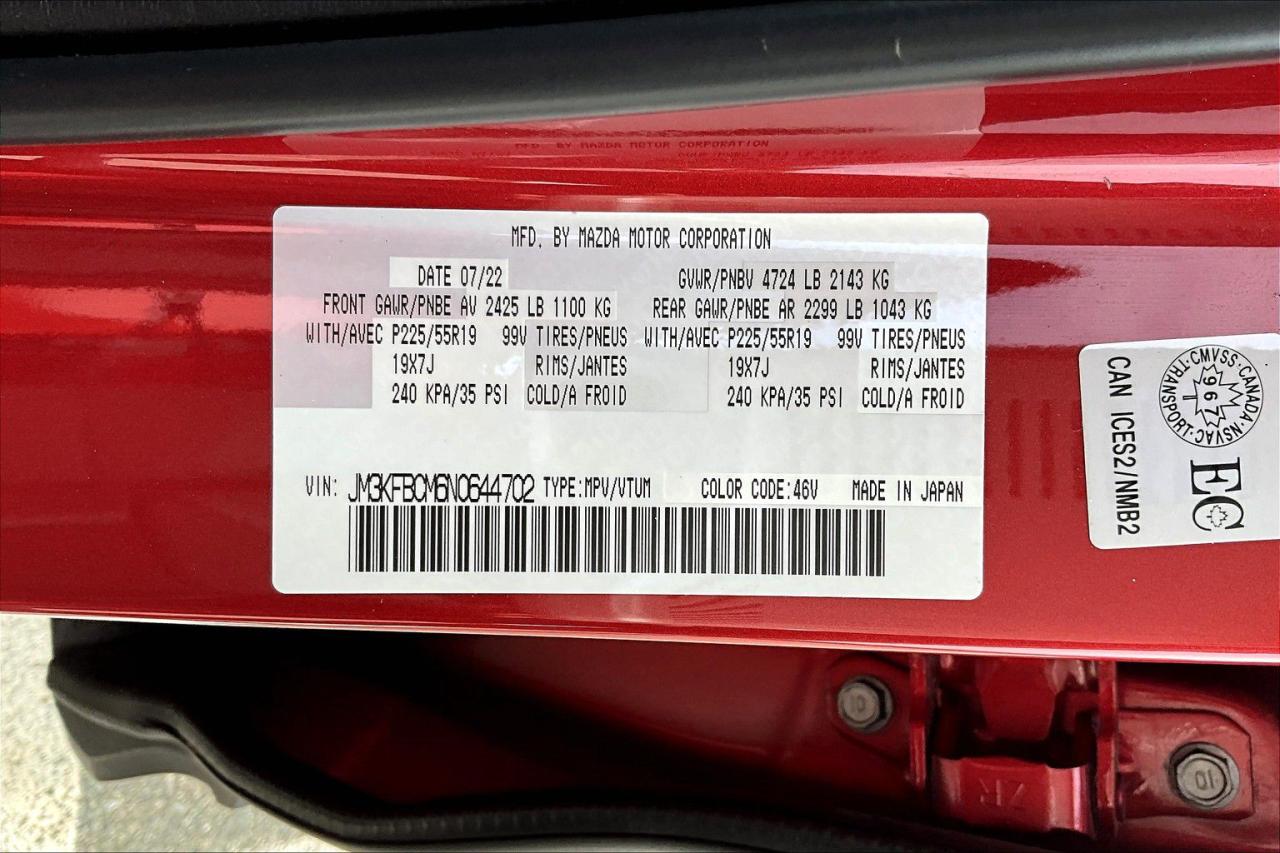 MFD. BY MAZDA MOTOR CORPORATION
DATE 07/22 GVWR/PNBV 4724 LB 2143 KG
FRONT GAWR/PNBE AV 2425 LB 1100 KG REAR GAWR/PNBE AR 2299 LB 1043 KG
WITH/AVEC P225/55R19 99V TIRES/PNEUS WITH/AVEC P225/55R19 99V TIRES/PNEUS
19X7J RIMS/JANTES 19X7J RIMS/JANTES
240 KPA/35 PSI COLD/A FROID 240 KPA/35 PSI COLD/A FROID
VIN: JM3KFBCM6N0644702 TYPE:MPV/VTUM COLOR CODE:46V MADE IN JAPAN
CANADA·NSVAC·TRANSPORT·CMVSS·
967
EC
CAN ICES2/NMB2
ZR
10
10